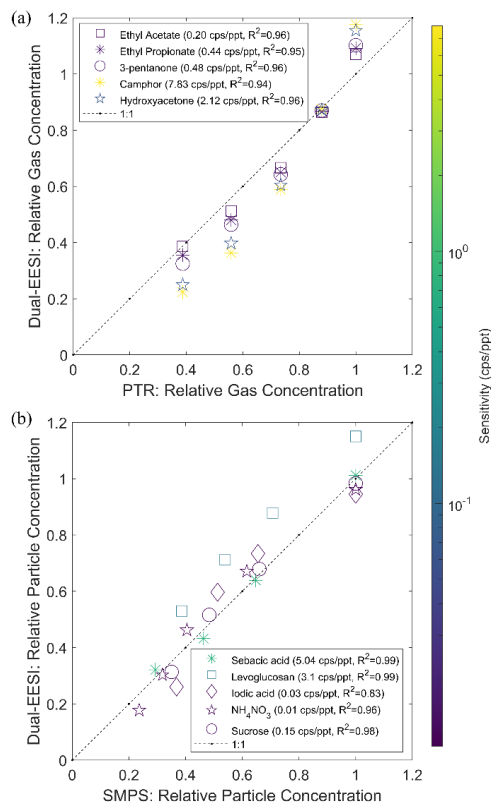 (a)
Ethyl Acetate (0.20 cps/ppt, R²=0.96)
Ethyl Propionate (0.44 cps/ppt, R²=0.95)
3-pentanone (0.48 cps/ppt, R²=0.96)
Camphor (7.83 cps/ppt, R²=0.94)
Hydroxyacetone (2.12 cps/ppt, R²=0.96)
1:1
Dual-EESI: Relative Gas Concentration
1.2
1
0.8
0.6
0.4
0.2
0
0 0.2 0.4 0.6 0.8 1 1.2
PTR: Relative Gas Concentration
(b)
Dual-EESI: Relative Particle Concentration
1.2
1
0.8
0.6
0.4
0.2
0
Sebacic acid (5.04 cps/ppt, R²=0.99)
Levoglucosan (3.1 cps/ppt, R²=0.99)
Iodic acid (0.03 cps/ppt, R²=0.83)
NH₄NO₃ (0.01 cps/ppt, R²=0.96)
Sucrose (0.15 cps/ppt, R²=0.98)
1:1
0 0.2 0.4 0.6 0.8 1 1.2
SMPS: Relative Particle Concentration
10⁰
10⁻¹
Sensitivity (cps/ppt)